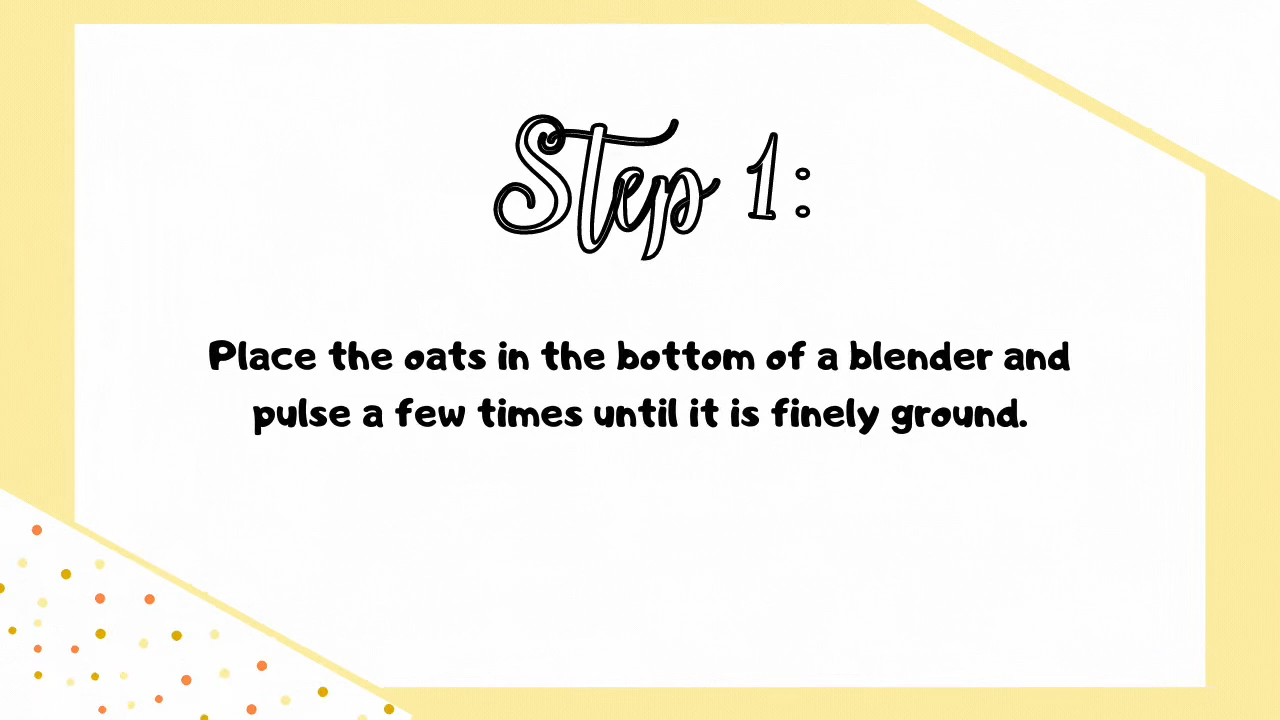 Step 1:
Place the oats in the bottom of a blender and
pulse a few times until it is finely ground.